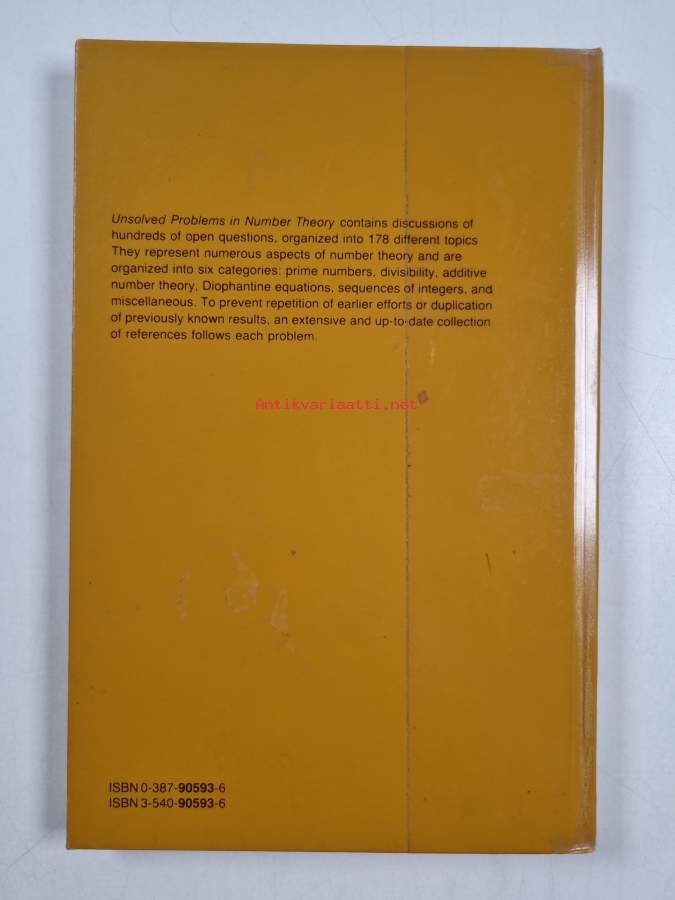 Unsolved Problems in Number Theory contains discussions of
hundreds of open questions, organized into 178 different topics
They represent numerous aspects of number theory and are
organized into six categories: prime numbers, divisibility, additive
number theory, Diophantine equations, sequences of integers, and
miscellaneous. To prevent repetition of earlier efforts or duplication
of previously known results, an extensive and up-to-date collection
of references follows each problem
Antikvariaatti.net
ISBN 0-387-90593-6
ISBN 3-540-90593-6